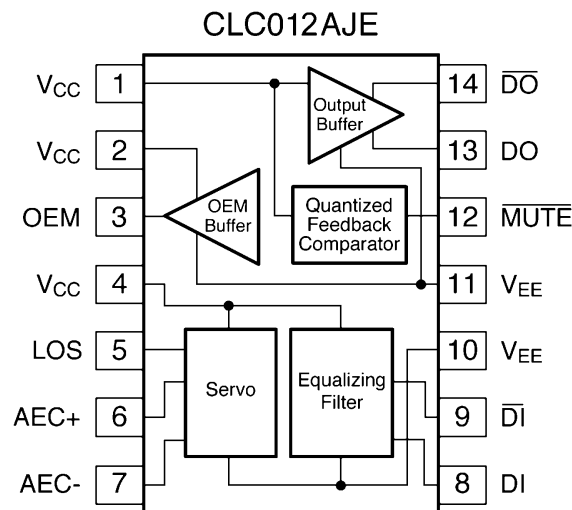 CLC012AJE
V_CC 1
V_CC 2
OEM 3
V_CC 4
LOS 5
AEC+ 6
AEC- 7
Output
Buffer
OEM
Buffer
Quantized
Feedback
Comparator
Servo
Equalizing
Filter
14 D̅O̅
13 DO
12 M̅U̅T̅E̅
11 V_EE
10 V_EE
9 D̅I̅
8 DI